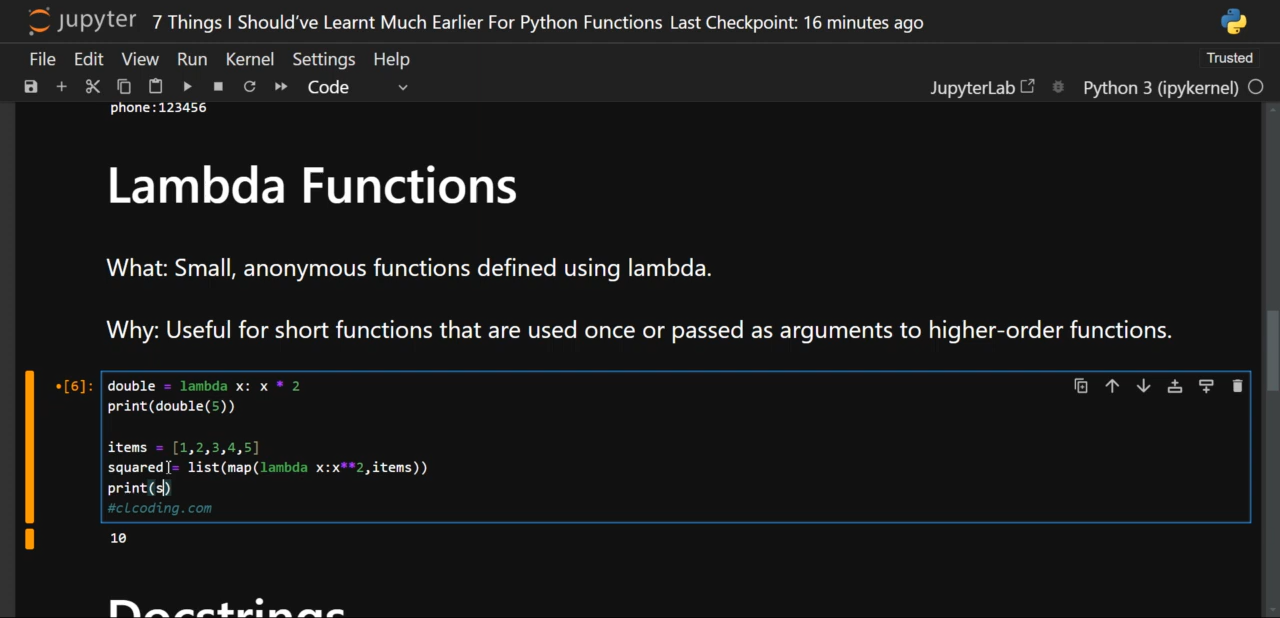 jupyter 7 Things I Should’ve Learnt Much Earlier For Python Functions Last Checkpoint: 16 minutes ago
File Edit View Run Kernel Settings Help Trusted
Code JupyterLab Python 3 (ipykernel)
phone:123456
Lambda Functions
What: Small, anonymous functions defined using lambda.
Why: Useful for short functions that are used once or passed as arguments to higher-order functions.
•[6]: double = lambda x: x * 2
print(double(5))
items = [1,2,3,4,5]
squared = list(map(lambda x:x**2,items))
print(s)
#clcoding.com
10
Docstrings